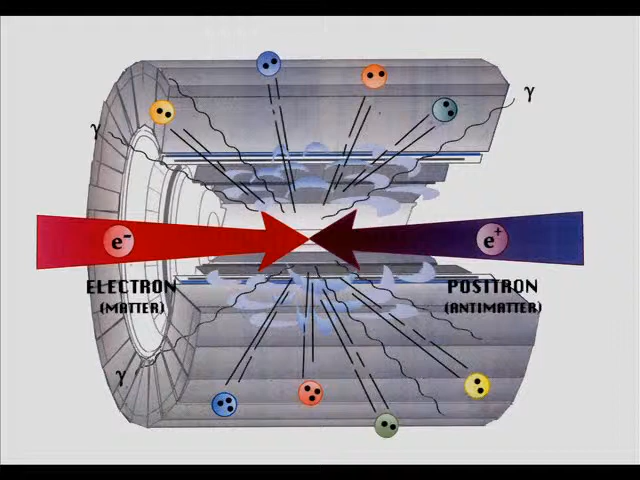 γ
γ
e⁻
e⁺
ELECTRON
(MATTER)
POSITRON
(ANTIMATTER)
γ